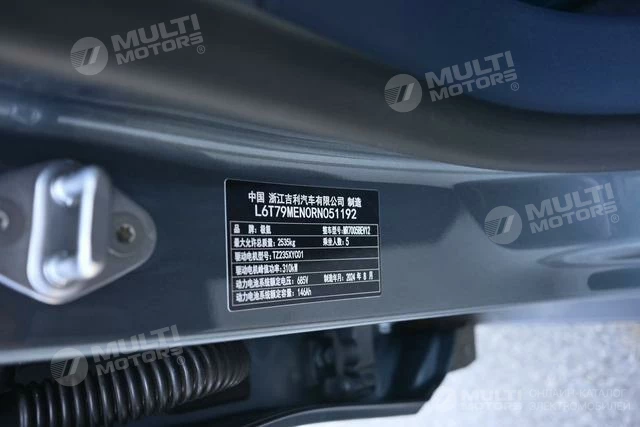 MULTI
MOTORS
MULTI
MOTORS
中国 浙江吉利汽车有限公司 制造
L6T79MEN0RN051192
品牌：极氪 整车型号：MR7005BEV12
最大允许总质量：2535kg 乘坐人数：5
驱动电机型号：TZ235XYC01
驱动电机峰值功率：310kW
动力电池系统额定电压：685V 制造年月：2024 年 8 月
动力电池系统额定容量：146Ah
MULTI
MOTORS
MULTI
MOTORS